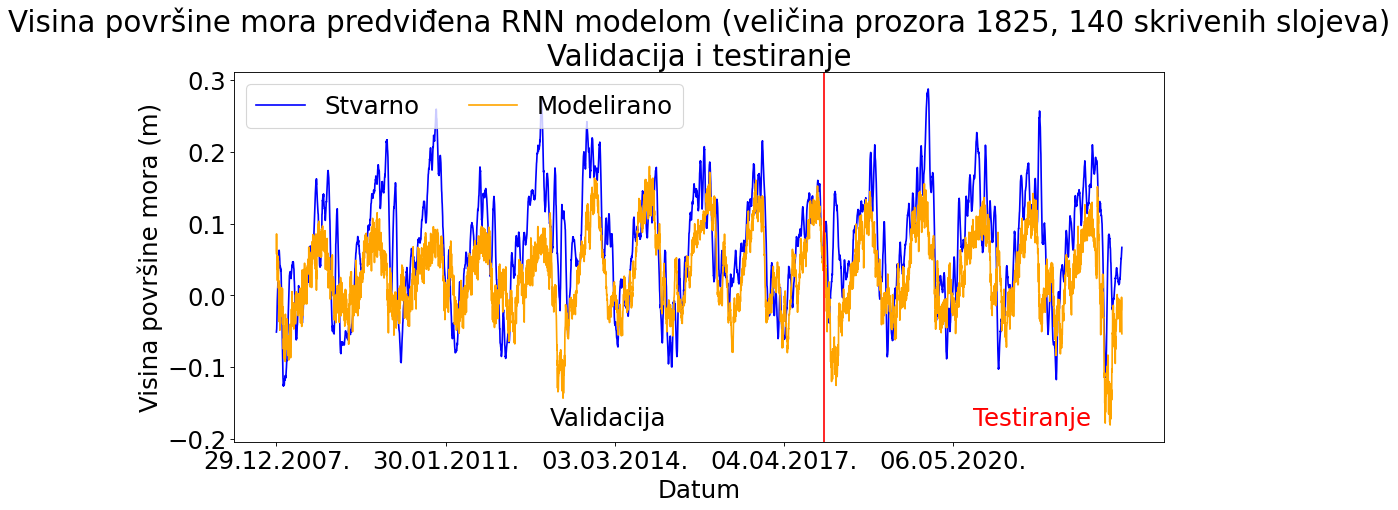 Visina površine mora predviđena RNN modelom (veličina prozora 1825, 140 skrivenih slojeva)
Validacija i testiranje
Stvarno Modelirano
Visina površine mora (m)
0.3
0.2
0.1
0.0
−0.1
−0.2
Validacija
Testiranje
29.12.2007. 30.01.2011. 03.03.2014. 04.04.2017. 06.05.2020.
Datum